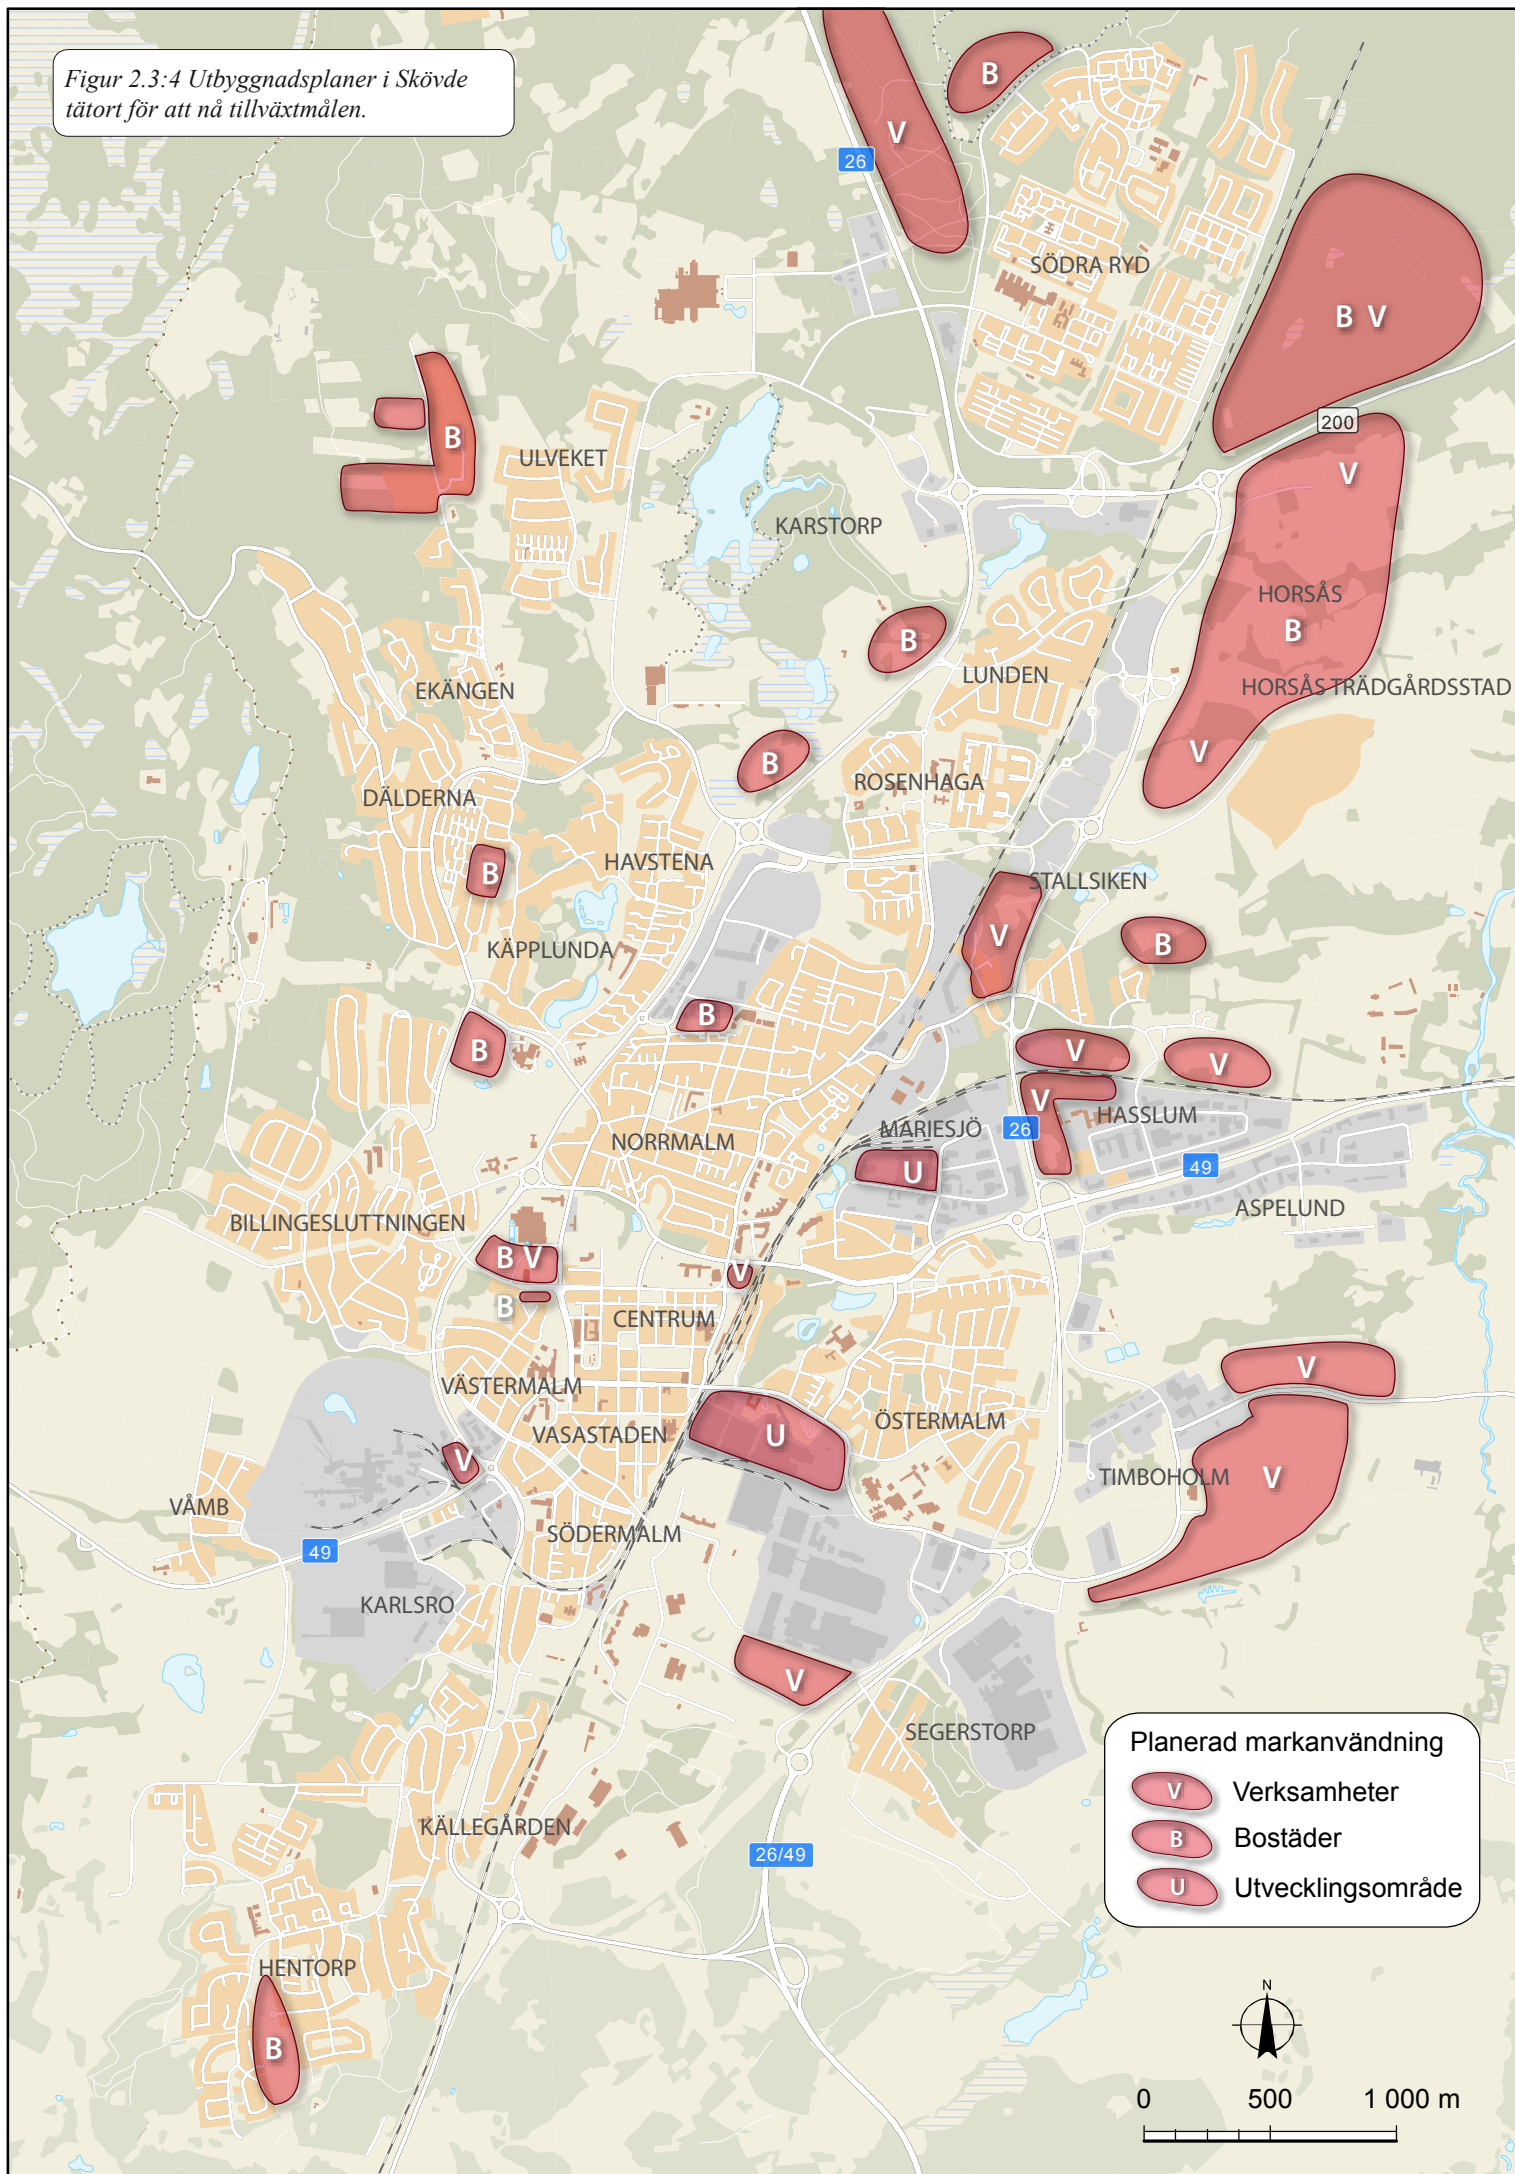 Figur 2.3:4 Utbyggnadsplaner i Skövde
tätort för att nå tillväxtmålen.
B
V
26
SÖDRA RYD
B V
200
B
V
ULVEKET
KARSTORP
HORSÅS
B
B
LUNDEN
EKÄNGEN
HORSÅS TRÄDGÅRDSSTAD
V
B
ROSENHAGA
DÄLDERNA
HAVSTENA
B
STALLSIKEN
V
B
KÄPPLUNDA
B
B
V
V
V
HASSLUM
MARIESJÖ
26
NORRMALM
49
U
ASPELUND
BILLINGESLUTTNINGEN
B V
V
B
CENTRUM
V
VÄSTERMALM
ÖSTERMALM
VASASTADEN
U
V
TIMBOHOLM
V
VÅMB
SÖDERMALM
49
KARLSRO
V
SEGERSTORP
KÄLLEGÅRDEN
26/49
HENTORP
B
Planerad markanvändning
V Verksamheter
B Bostäder
U Utvecklingsområde
N
0 500 1 000 m